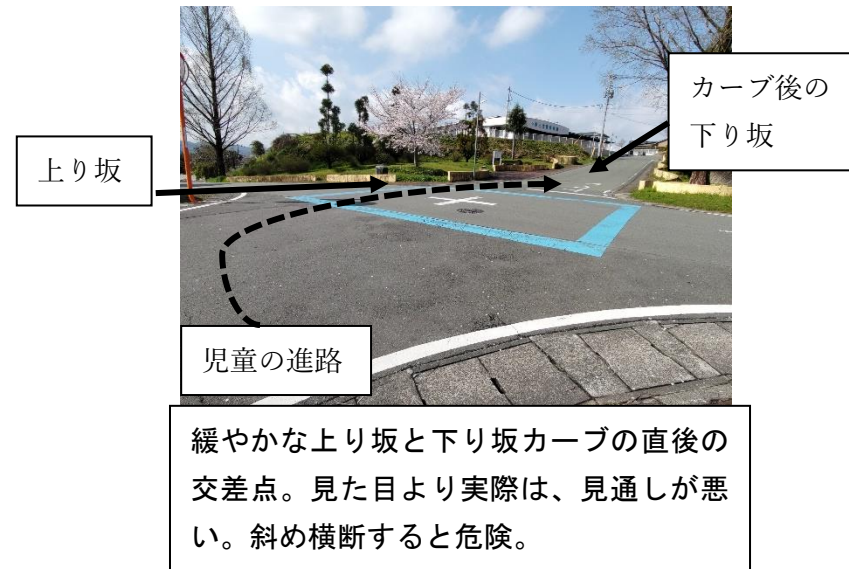 カーブ後の
下り坂
上り坂
児童の進路
緩やかな上り坂と下り坂カーブの直後の
交差点。見た目より実際は、見通しが悪
い。斜め横断すると危険。